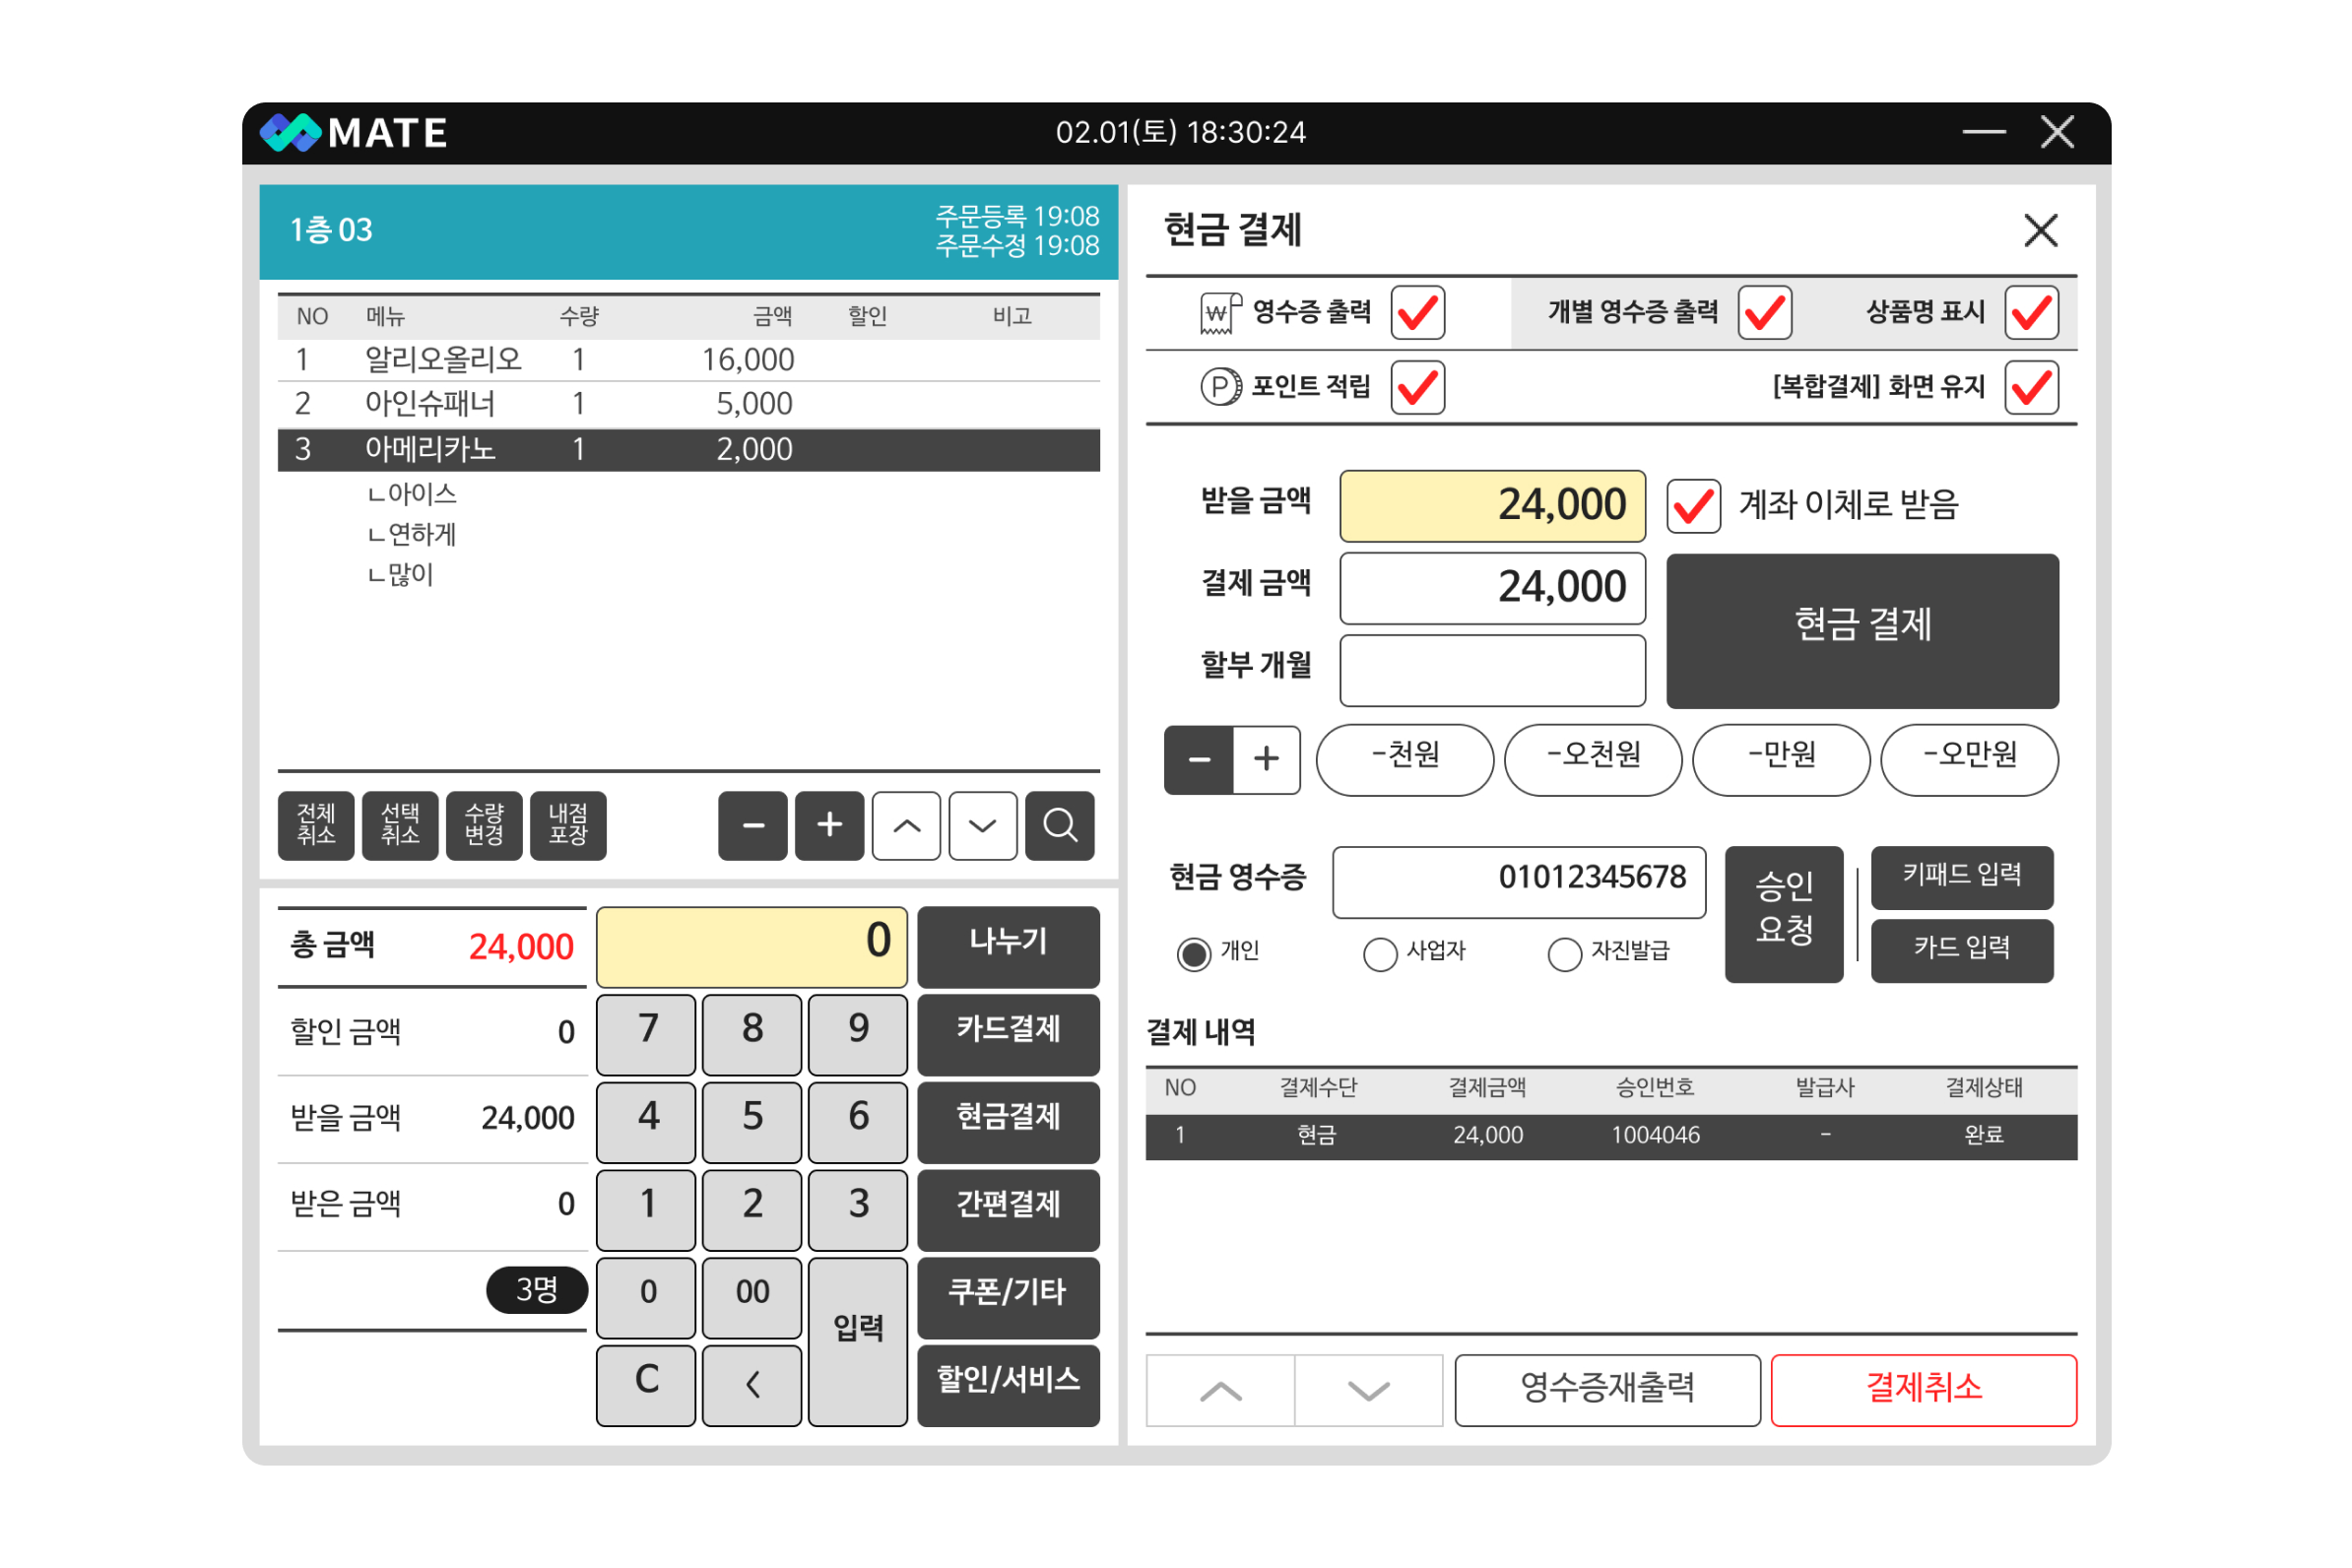 MATE
02.01(토) 18:30:24
1층 03
주문등록 19:08
주문수정 19:08
NO 메뉴 수량 금액 할인 비고
1 알리오올리오 1 16,000
2 아인슈패너 1 5,000
3 아메리카노 1 2,000
ㄴ아이스
ㄴ연하게
ㄴ많이
전체
취소
선택
취소
수량
변경
내점
포장
- +
총 금액 24,000
할인 금액 0
받을 금액 24,000
받은 금액 0
3명
0
나누기
7 8 9 카드결제
4 5 6 현금결제
1 2 3 간편결제
0 00 입력 쿠폰/기타
C 할인/서비스
현금 결제
₩ 영수증 출력 개별 영수증 출력 상품명 표시
P 포인트 적립 [복합결제] 화면 유지
받을 금액 24,000 계좌 이체로 받음
결제 금액 24,000
현금 결제
할부 개월
- + -천원 -오천원 -만원 -오만원
현금 영수증 01012345678
개인 사업자 자진발급
승인
요청
키패드 입력
카드 입력
결제 내역
NO 결제수단 결제금액 승인번호 발급사 결제상태
1 현금 24,000 1004046 - 완료
영수증재출력 결제취소